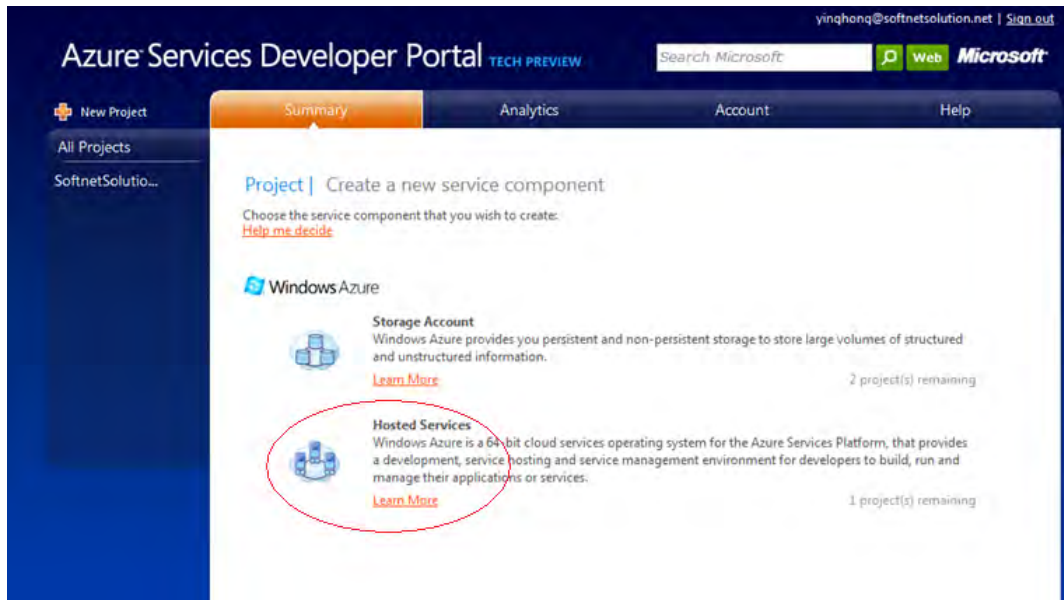 yinghong@softnetsolution.net | Sign out
Azure Services Developer Portal TECH PREVIEW
Search Microsoft
Web
Microsoft
New Project
Summary
Analytics
Account
Help
All Projects
SoftnetSolutio...
Project | Create a new service component
Choose the service component that you wish to create:
Help me decide
Windows Azure
Storage Account
Windows Azure provides you persistent and non-persistent storage to store large volumes of structured
and unstructured information.
Learn More
2 project(s) remaining
Hosted Services
Windows Azure is a 64-bit cloud services operating system for the Azure Services Platform, that provides
a development, service hosting and service management environment for developers to build, run and
manage their applications or services.
Learn More
1 project(s) remaining